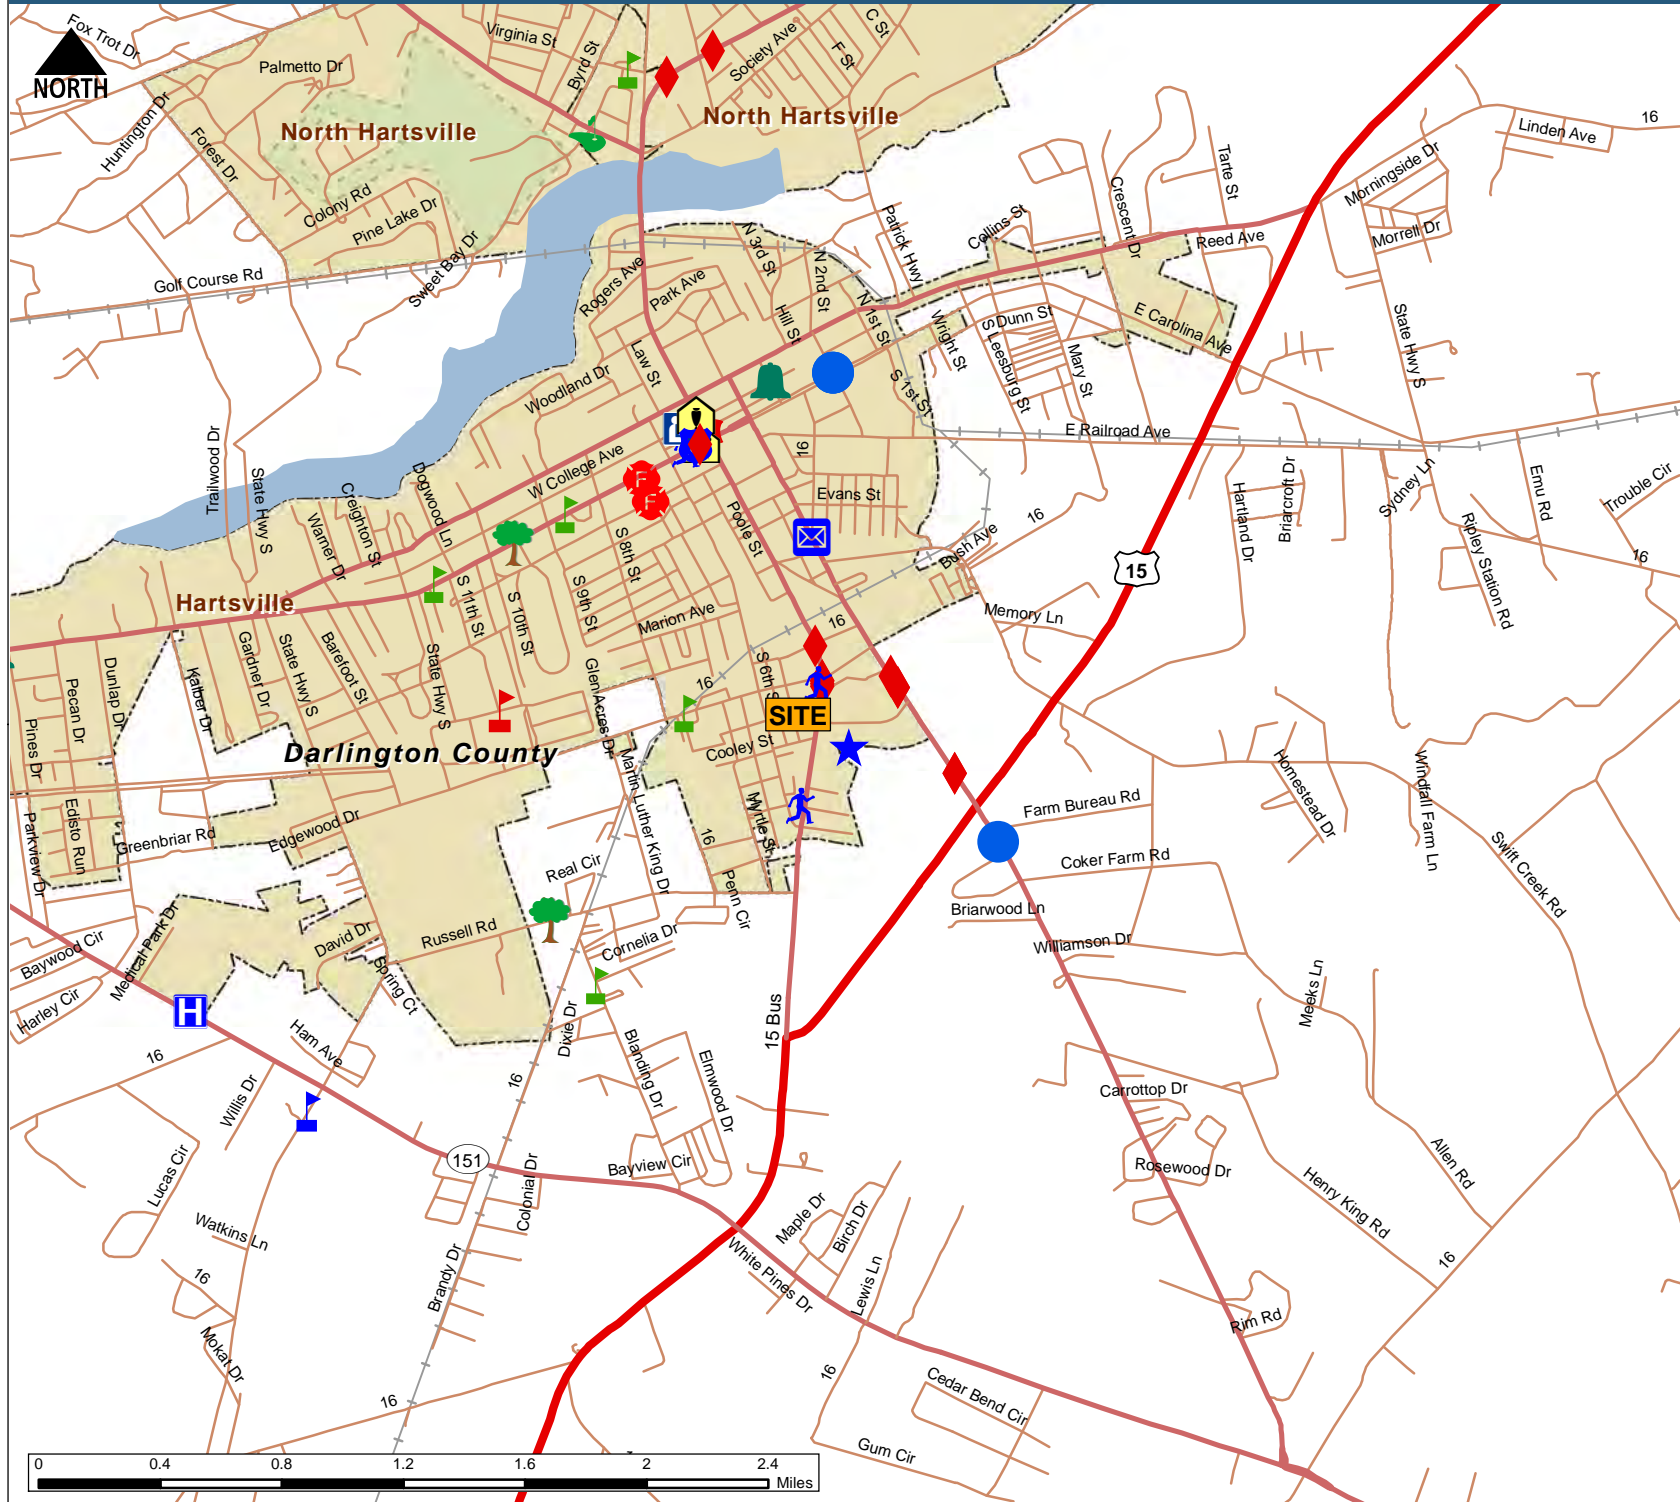 Fox Trot Dr
NORTH
Palmetto Dr
Huntington Dr
Forest Dr
North Hartsville
Colony Rd
Pine Lake Dr
Sweet Bay Dr
Golf Course Rd
Virginia St
Byrd St
Society Ave
C St
F St
North Hartsville
Linden Ave
16
Morningside Dr
Morrell Dr
Tarte St
Crescent Dr
Collins St
Reed Ave
Patrick Hwy
N 3rd St
N 2nd St
N 1st St
Rogers Ave
Park Ave
Hill St
Law St
Woodland Dr
S Dunn St
Wright St
S Leesburg St
Mary St
E Carolina Ave
State Hwy S
S 1st St
E Railroad Ave
16
Evans St
W College Ave
Dogwood Ln
Trailwood Dr
State Hwy S
Creighton St
Warner Dr
F
F
Poole St
S 8th St
S 9th St
S 10th St
S 11th St
Marion Ave
Bush Ave
16
Memory Ln
15
Hartland Dr
Briarcroft Dr
Sydney Ln
Emu Rd
Trouble Cir
Ripley Station Rd
16
Hartsville
Gardner Dr
State Hwy S
Barefoot St
State Hwy S
Kalber Dr
Dunlap Dr
Pecan Dr
Pines Dr
Glen Acres Dr
16
16
S 6th St
SITE
Cooley St
Darlington County
Martin Luther King Dr
Myrtle St
16
Penn Cir
Edisto Run
Parkview Dr
Greenbriar Rd
Edgewood Dr
Real Cir
Russell Rd
David Dr
Spring Ct
Cornelia Dr
Medical Park Dr
Baywood Cir
Harley Cir
H
Farm Bureau Rd
Coker Farm Rd
Briarwood Ln
Williamson Dr
Homestead Dr
Windfall Farm Ln
Swift Creek Rd
Meeks Ln
15 Bus
Dixie Dr
Blanding Dr
Elmwood Dr
Ham Ave
16
16
Willis Dr
151
Bayview Cir
Colonial Dr
Lucas Cir
Watkins Ln
16
Mokat Dr
Brandy Dr
16
Maple Dr
Birch Dr
White Pines Dr
Lewis Ln
16
Carrottop Dr
Rosewood Dr
Henry King Rd
Allen Rd
16
Rim Rd
Cedar Bend Cir
Gum Cir
0 0.4 0.8 1.2 1.6 2 2.4
Miles